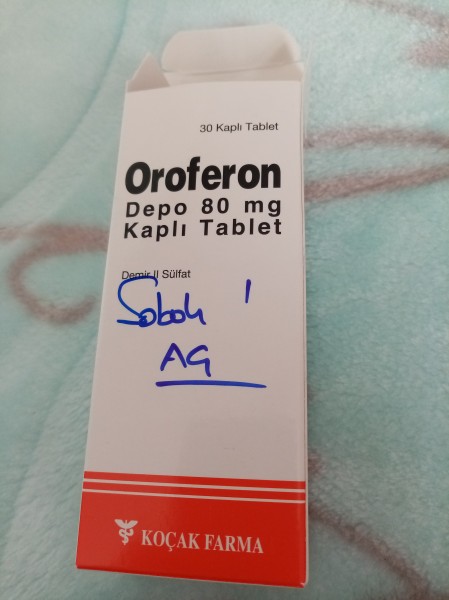 30 Kaplı Tablet
Oroferon
Depo 80 mg
Kaplı Tablet
Demir II Sülfat
Sabah 1
AG
KOÇAK FARMA